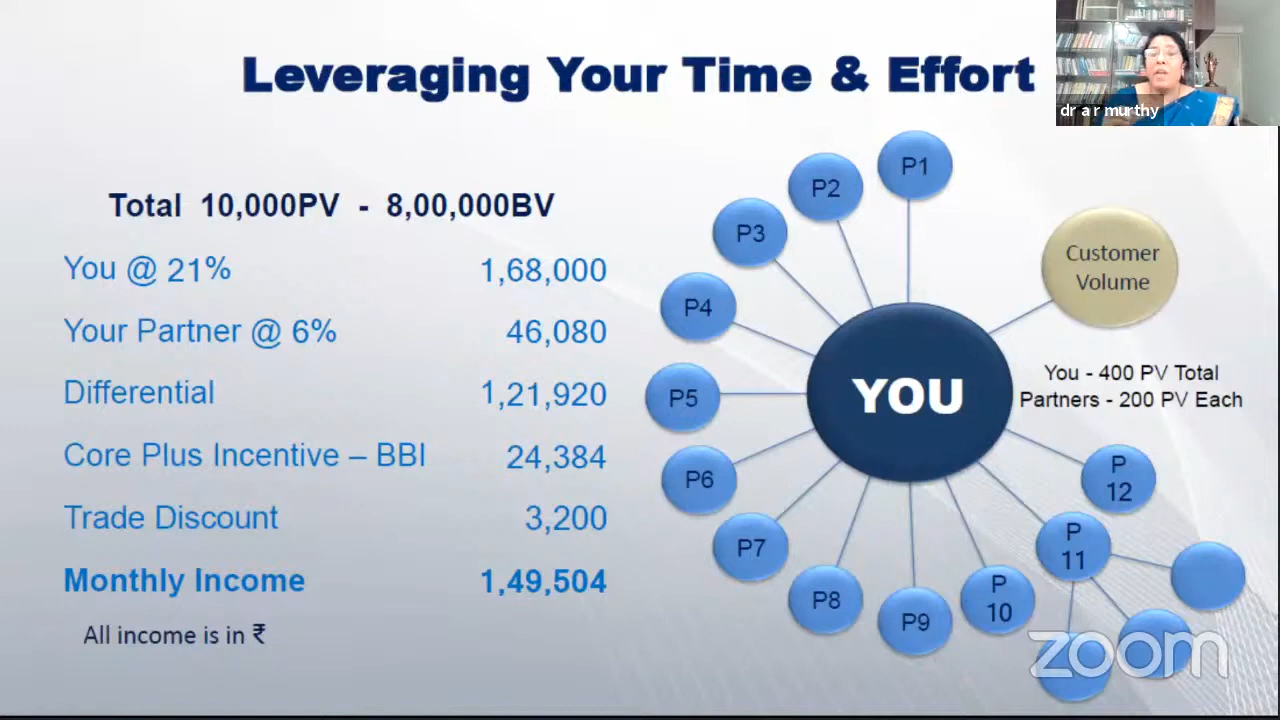 Leveraging Your Time & Effort
dr a r murthy
Total 10,000PV - 8,00,000BV
You @ 21% 1,68,000
Your Partner @ 6% 46,080
Differential 1,21,920
Core Plus Incentive – BBI 24,384
Trade Discount 3,200
Monthly Income 1,49,504
All income is in ₹
P1
P2
P3
P4
P5
P6
P7
P8
P9
P
10
P
11
P
12
YOU
Customer
Volume
You - 400 PV Total
Partners - 200 PV Each
zoom